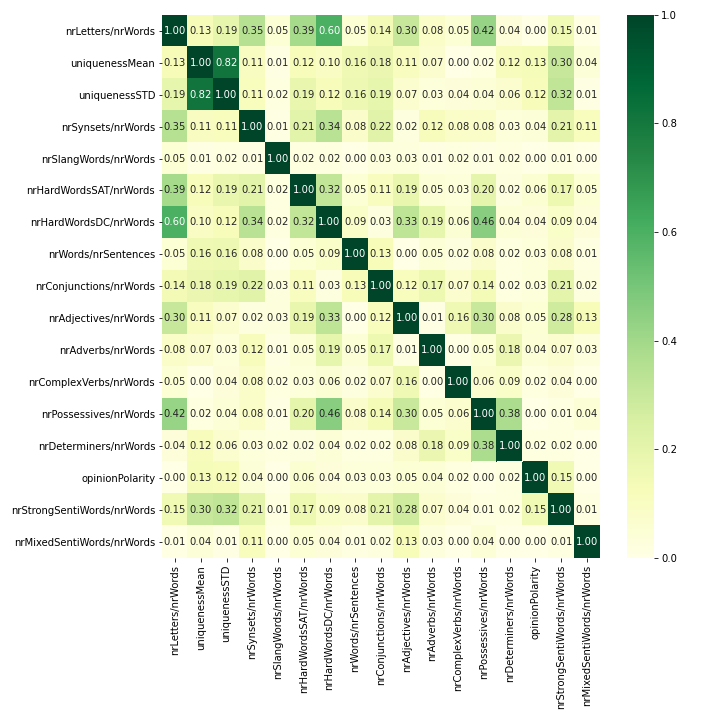 nrLetters/nrWords 1.00 0.13 0.19 0.35 0.05 0.39 0.60 0.05 0.14 0.30 0.08 0.05 0.42 0.04 0.00 0.15 0.01
uniquenessMean 0.13 1.00 0.82 0.11 0.01 0.12 0.10 0.16 0.18 0.11 0.07 0.00 0.02 0.12 0.13 0.30 0.04
uniquenessSTD 0.19 0.82 1.00 0.11 0.02 0.19 0.12 0.16 0.19 0.07 0.03 0.04 0.04 0.06 0.12 0.32 0.01
nrSynsets/nrWords 0.35 0.11 0.11 1.00 0.01 0.21 0.34 0.08 0.22 0.02 0.12 0.08 0.08 0.03 0.04 0.21 0.11
nrSlangWords/nrWords 0.05 0.01 0.02 0.01 1.00 0.02 0.02 0.00 0.03 0.03 0.01 0.02 0.01 0.02 0.00 0.01 0.00
nrHardWordsSAT/nrWords 0.39 0.12 0.19 0.21 0.02 1.00 0.32 0.05 0.11 0.19 0.05 0.03 0.20 0.02 0.06 0.17 0.05
nrHardWordsDC/nrWords 0.60 0.10 0.12 0.34 0.02 0.32 1.00 0.09 0.03 0.33 0.19 0.06 0.46 0.04 0.04 0.09 0.04
nrWords/nrSentences 0.05 0.16 0.16 0.08 0.00 0.05 0.09 1.00 0.13 0.00 0.05 0.02 0.08 0.02 0.03 0.08 0.01
nrConjunctions/nrWords 0.14 0.18 0.19 0.22 0.03 0.11 0.03 0.13 1.00 0.12 0.17 0.07 0.14 0.02 0.03 0.21 0.02
nrAdjectives/nrWords 0.30 0.11 0.07 0.02 0.03 0.19 0.33 0.00 0.12 1.00 0.01 0.16 0.30 0.08 0.05 0.28 0.13
nrAdverbs/nrWords 0.08 0.07 0.03 0.12 0.01 0.05 0.19 0.05 0.17 0.01 1.00 0.00 0.05 0.18 0.04 0.07 0.03
nrComplexVerbs/nrWords 0.05 0.00 0.04 0.08 0.02 0.03 0.06 0.02 0.07 0.16 0.00 1.00 0.06 0.09 0.02 0.04 0.00
nrPossessives/nrWords 0.42 0.02 0.04 0.08 0.01 0.20 0.46 0.08 0.14 0.30 0.05 0.06 1.00 0.38 0.00 0.01 0.04
nrDeterminers/nrWords 0.04 0.12 0.06 0.03 0.02 0.02 0.04 0.02 0.02 0.08 0.18 0.09 0.38 1.00 0.02 0.02 0.00
opinionPolarity 0.00 0.13 0.12 0.04 0.00 0.06 0.04 0.03 0.03 0.05 0.04 0.02 0.00 0.02 1.00 0.15 0.00
nrStrongSentiWords/nrWords 0.15 0.30 0.32 0.21 0.01 0.17 0.09 0.08 0.21 0.28 0.07 0.04 0.01 0.02 0.15 1.00 0.01
nrMixedSentiWords/nrWords 0.01 0.04 0.01 0.11 0.00 0.05 0.04 0.01 0.02 0.13 0.03 0.00 0.04 0.00 0.00 0.01 1.00
nrLetters/nrWords
uniquenessMean
uniquenessSTD
nrSynsets/nrWords
nrSlangWords/nrWords
nrHardWordsSAT/nrWords
nrHardWordsDC/nrWords
nrWords/nrSentences
nrConjunctions/nrWords
nrAdjectives/nrWords
nrAdverbs/nrWords
nrComplexVerbs/nrWords
nrPossessives/nrWords
nrDeterminers/nrWords
opinionPolarity
nrStrongSentiWords/nrWords
nrMixedSentiWords/nrWords
1.0
0.8
0.6
0.4
0.2
0.0